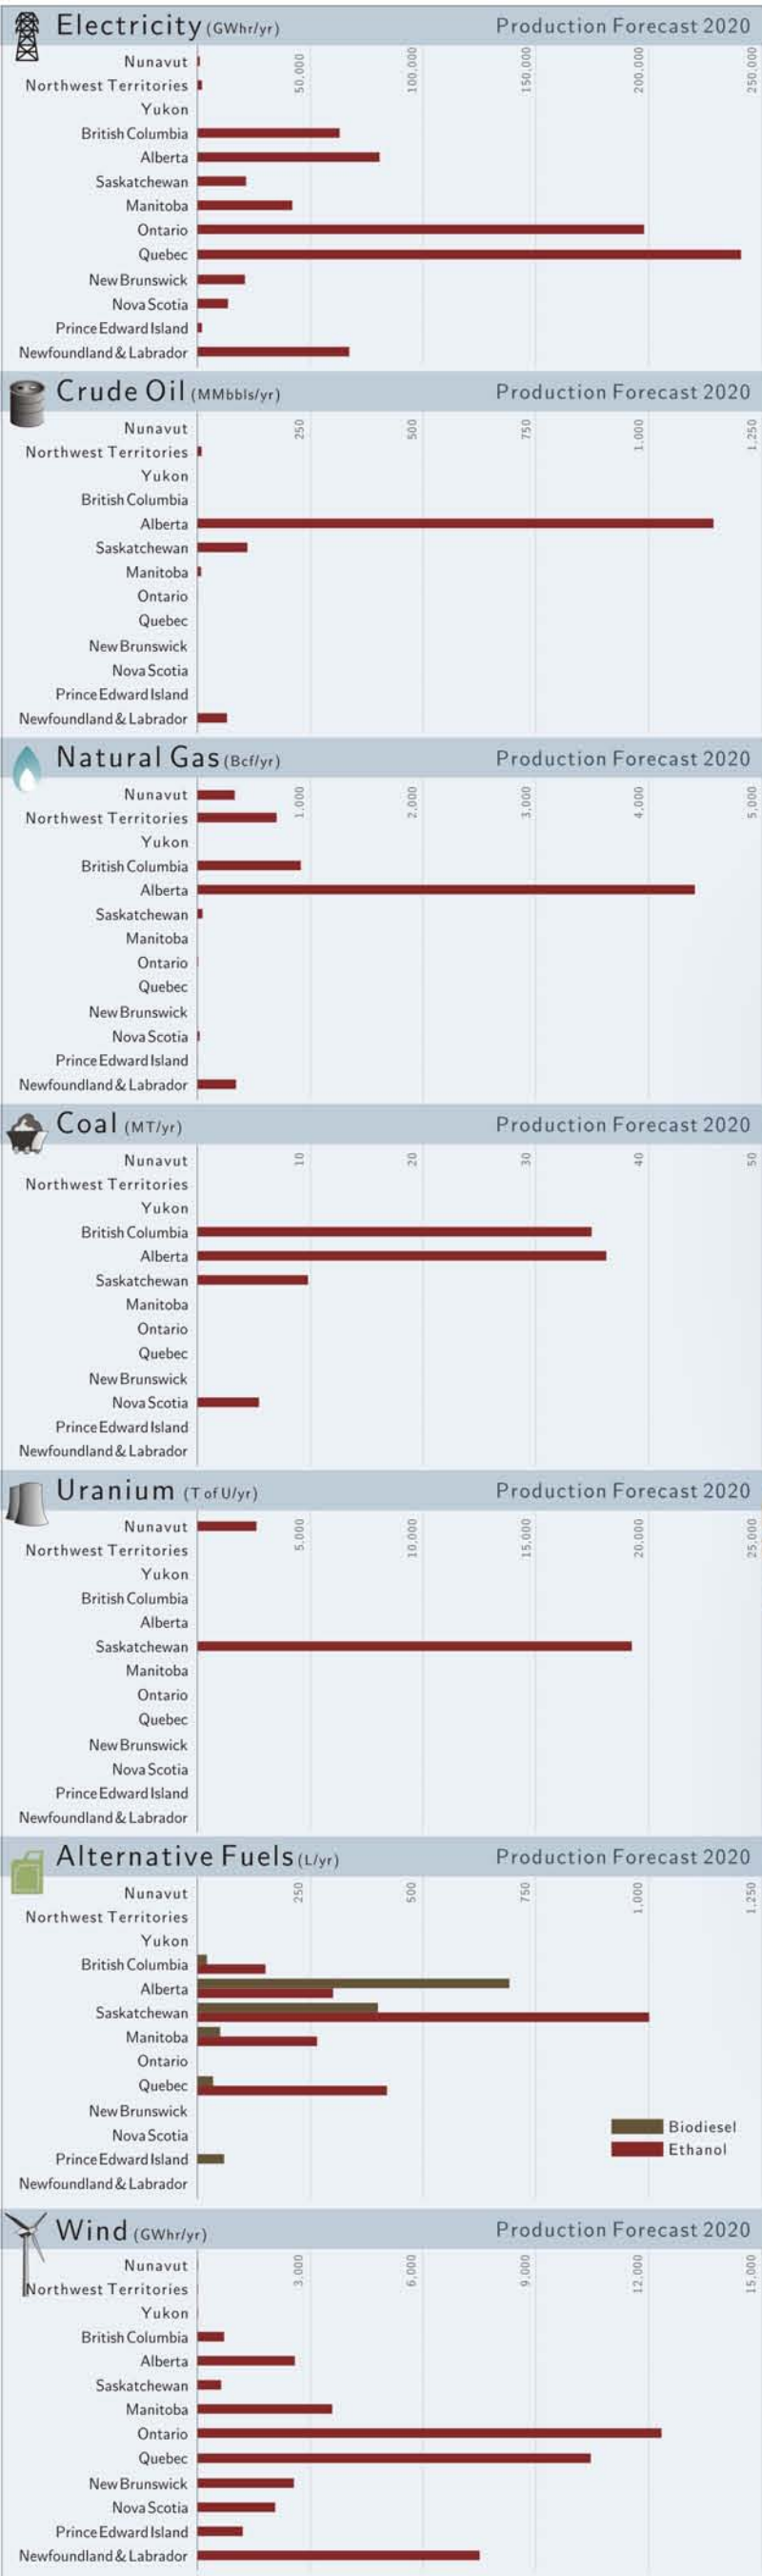 Electricity (GWhr/yr) Production Forecast 2020
50,000 100,000 150,000 200,000 250,000
Nunavut
Northwest Territories
Yukon
British Columbia
Alberta
Saskatchewan
Manitoba
Ontario
Quebec
New Brunswick
Nova Scotia
Prince Edward Island
Newfoundland & Labrador
Crude Oil (MMbbls/yr) Production Forecast 2020
250 500 750 1,000 1,250
Nunavut
Northwest Territories
Yukon
British Columbia
Alberta
Saskatchewan
Manitoba
Ontario
Quebec
New Brunswick
Nova Scotia
Prince Edward Island
Newfoundland & Labrador
Natural Gas (Bcf/yr) Production Forecast 2020
1,000 2,000 3,000 4,000 5,000
Nunavut
Northwest Territories
Yukon
British Columbia
Alberta
Saskatchewan
Manitoba
Ontario
Quebec
New Brunswick
Nova Scotia
Prince Edward Island
Newfoundland & Labrador
Coal (MT/yr) Production Forecast 2020
10 20 30 40 50
Nunavut
Northwest Territories
Yukon
British Columbia
Alberta
Saskatchewan
Manitoba
Ontario
Quebec
New Brunswick
Nova Scotia
Prince Edward Island
Newfoundland & Labrador
Uranium (T of U/yr) Production Forecast 2020
5,000 10,000 15,000 20,000 25,000
Nunavut
Northwest Territories
Yukon
British Columbia
Alberta
Saskatchewan
Manitoba
Ontario
Quebec
New Brunswick
Nova Scotia
Prince Edward Island
Newfoundland & Labrador
Alternative Fuels (L/yr) Production Forecast 2020
250 500 750 1,000 1,250
Nunavut
Northwest Territories
Yukon
British Columbia
Alberta
Saskatchewan
Manitoba
Ontario
Quebec
New Brunswick
Biodiesel
Nova Scotia
Ethanol
Prince Edward Island
Newfoundland & Labrador
Wind (GWhr/yr) Production Forecast 2020
3,000 6,000 9,000 12,000 15,000
Nunavut
Northwest Territories
Yukon
British Columbia
Alberta
Saskatchewan
Manitoba
Ontario
Quebec
New Brunswick
Nova Scotia
Prince Edward Island
Newfoundland & Labrador